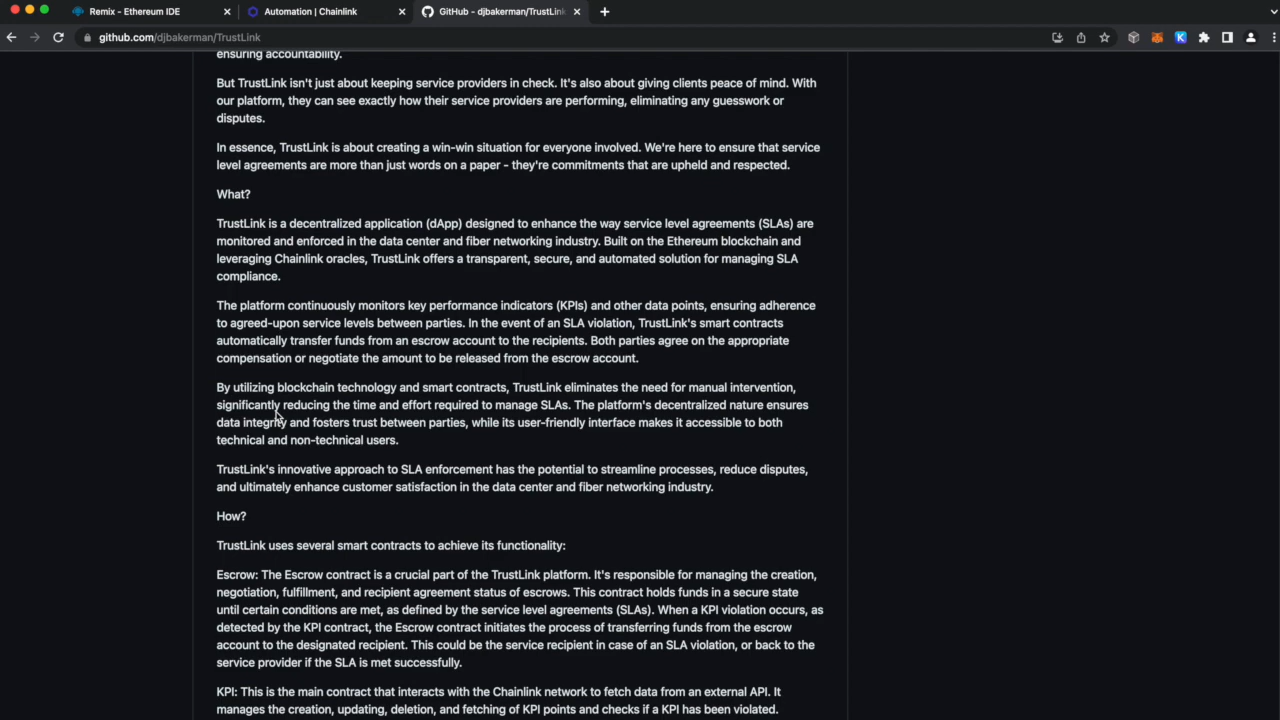 Remix - Ethereum IDE
Automation | Chainlink
GitHub - djbakerman/TrustLink
github.com/djbakerman/TrustLink
ensuring accountability.
But TrustLink isn't just about keeping service providers in check. It's also about giving clients peace of mind. With
our platform, they can see exactly how their service providers are performing, eliminating any guesswork or
disputes.
In essence, TrustLink is about creating a win-win situation for everyone involved. We're here to ensure that service
level agreements are more than just words on a paper - they're commitments that are upheld and respected.
What?
TrustLink is a decentralized application (dApp) designed to enhance the way service level agreements (SLAs) are
monitored and enforced in the data center and fiber networking industry. Built on the Ethereum blockchain and
leveraging Chainlink oracles, TrustLink offers a transparent, secure, and automated solution for managing SLA
compliance.
The platform continuously monitors key performance indicators (KPIs) and other data points, ensuring adherence
to agreed-upon service levels between parties. In the event of an SLA violation, TrustLink's smart contracts
automatically transfer funds from an escrow account to the recipients. Both parties agree on the appropriate
compensation or negotiate the amount to be released from the escrow account.
By utilizing blockchain technology and smart contracts, TrustLink eliminates the need for manual intervention,
significantly reducing the time and effort required to manage SLAs. The platform's decentralized nature ensures
data integrity and fosters trust between parties, while its user-friendly interface makes it accessible to both
technical and non-technical users.
TrustLink's innovative approach to SLA enforcement has the potential to streamline processes, reduce disputes,
and ultimately enhance customer satisfaction in the data center and fiber networking industry.
How?
TrustLink uses several smart contracts to achieve its functionality:
Escrow: The Escrow contract is a crucial part of the TrustLink platform. It's responsible for managing the creation,
negotiation, fulfillment, and recipient agreement status of escrows. This contract holds funds in a secure state
until certain conditions are met, as defined by the service level agreements (SLAs). When a KPI violation occurs, as
detected by the KPI contract, the Escrow contract initiates the process of transferring funds from the escrow
account to the designated recipient. This could be the service recipient in case of an SLA violation, or back to the
service provider if the SLA is met successfully.
KPI: This is the main contract that interacts with the Chainlink network to fetch data from an external API. It
manages the creation, updating, deletion, and fetching of KPI points and checks if a KPI has been violated.